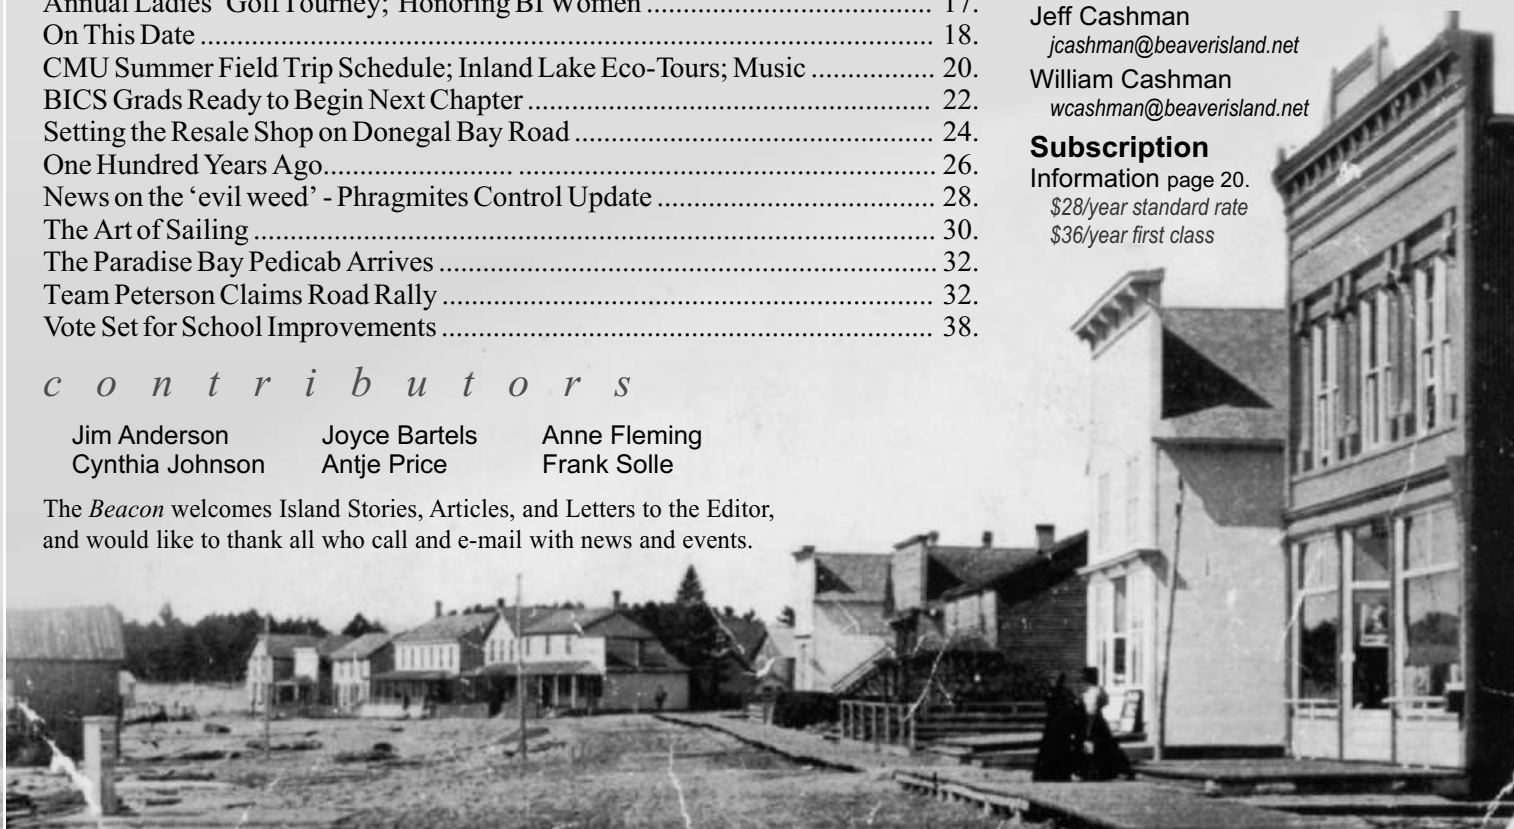 Annual Ladies' Golf Tourney; Honoring BI Women .................................... 17.
On This Date ................................................................................................ 18.
CMU Summer Field Trip Schedule; Inland Lake Eco-Tours; Music ................ 20.
BICS Grads Ready to Begin Next Chapter ..................................................... 22.
Setting the Resale Shop on Donegal Bay Road ............................................... 24.
One Hundred Years Ago.................. ....................................................... 26.
News on the ‘evil weed’ - Phragmites Control Update .................................... 28.
The Art of Sailing ......................................................................................... 30.
The Paradise Bay Pedicab Arrives ................................................................. 32.
Team Peterson Claims Road Rally ................................................................ 32.
Vote Set for School Improvements ................................................................ 38.
contributors
Jim Anderson Joyce Bartels Anne Fleming
Cynthia Johnson Antje Price Frank Solle
The Beacon welcomes Island Stories, Articles, and Letters to the Editor,
and would like to thank all who call and e-mail with news and events.
Jeff Cashman
jcashman@beaverisland.net
William Cashman
wcashman@beaverisland.net
Subscription
Information page 20.
$28/year standard rate
$36/year first class